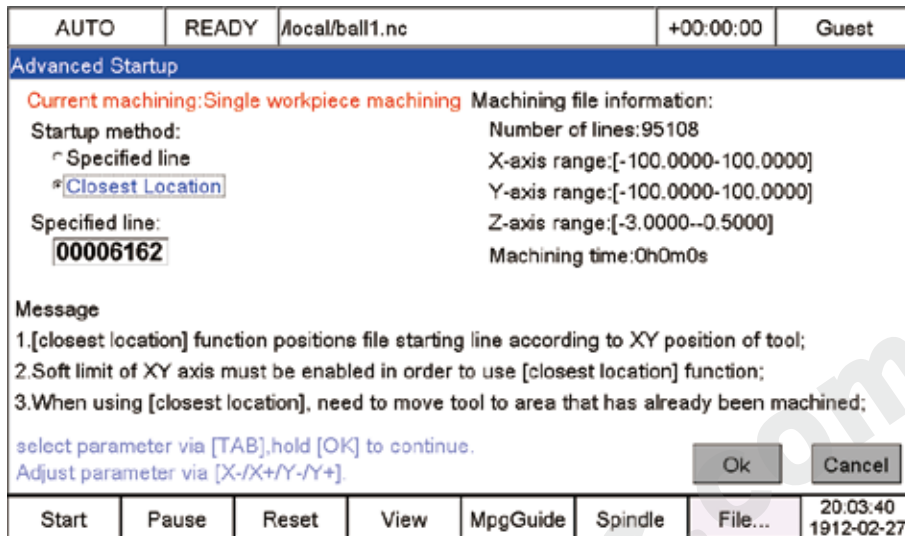 AUTO READY /local/ball1.nc +00:00:00 Guest
Advanced Startup
Current machining:Single workpiece machining Machining file information:
Startup method:
Specified line
Closest Location
Specified line:
00006162
Number of lines:95108
X-axis range:[-100.0000-100.0000]
Y-axis range:[-100.0000-100.0000]
Z-axis range:[-3.0000--0.5000]
Machining time:0h0m0s
Message
1.[closest location] function positions file starting line according to XY position of tool;
2.Soft limit of XY axis must be enabled in order to use [closest location] function;
3.When using [closest location], need to move tool to area that has already been machined;
select parameter via [TAB],hold [OK] to continue.
Adjust parameter via [X-/X+/Y-/Y+].
Ok Cancel
Start Pause Reset View MpgGuide Spindle File... 20:03:40
1912-02-27